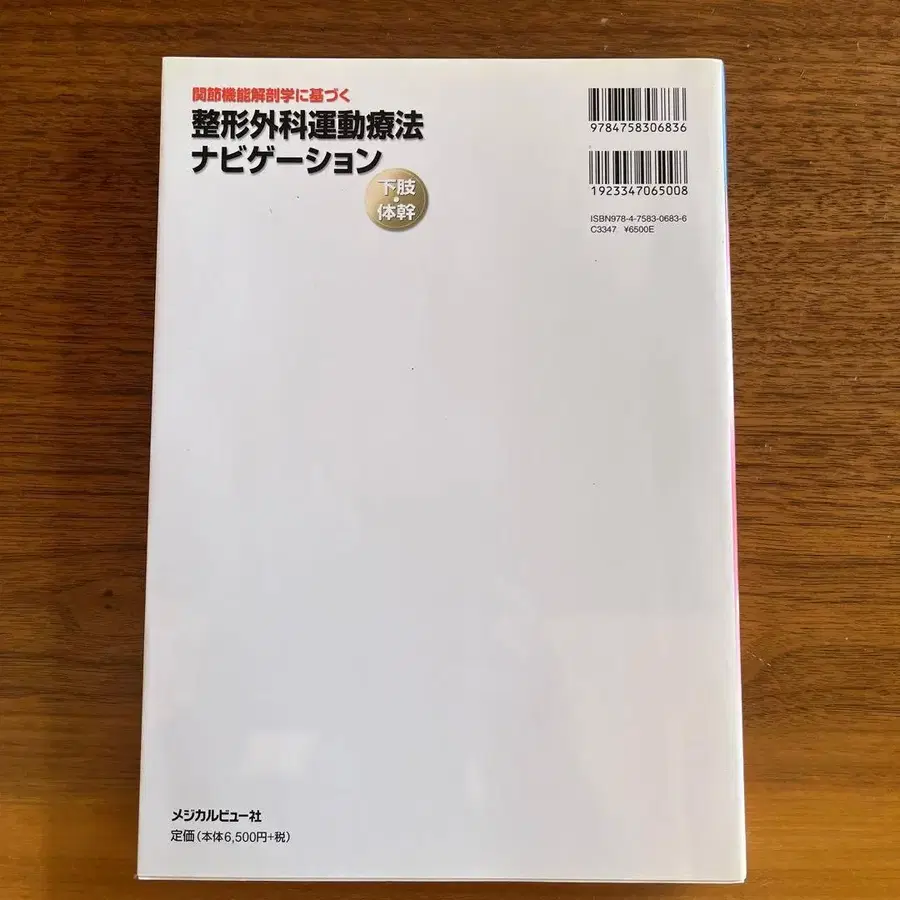 関節機能解剖学に基づく
整形外科運動療法
ナビゲーション
下肢・
体幹
9784758306836
1923347065008
ISBN978-4-7583-0683-6
C3347 ¥6500E
メジカルビュー社
定価(本体6,500円+税)